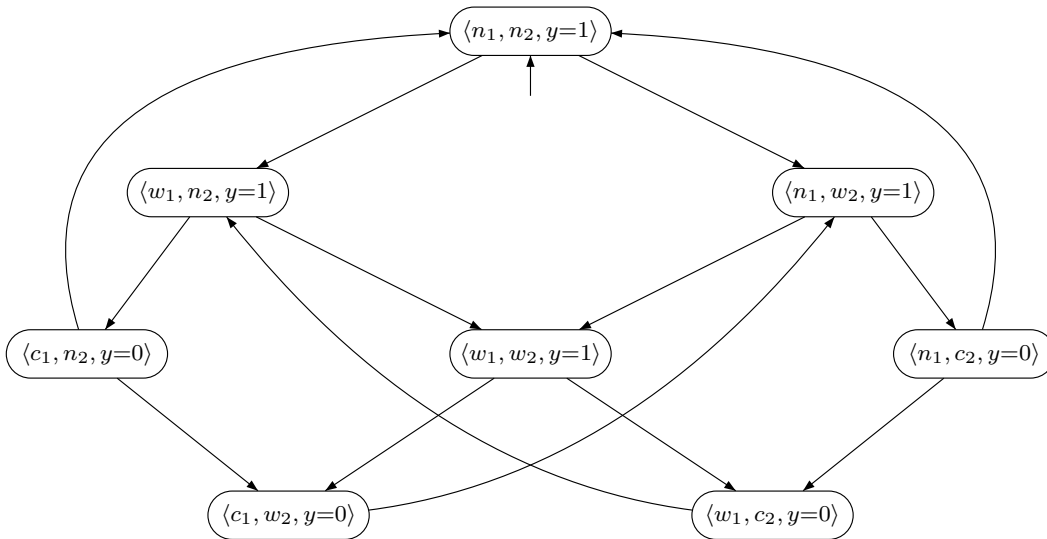 ⟨n₁, n₂, y=1⟩
⟨w₁, n₂, y=1⟩
⟨n₁, w₂, y=1⟩
⟨c₁, n₂, y=0⟩
⟨w₁, w₂, y=1⟩
⟨n₁, c₂, y=0⟩
⟨c₁, w₂, y=0⟩
⟨w₁, c₂, y=0⟩